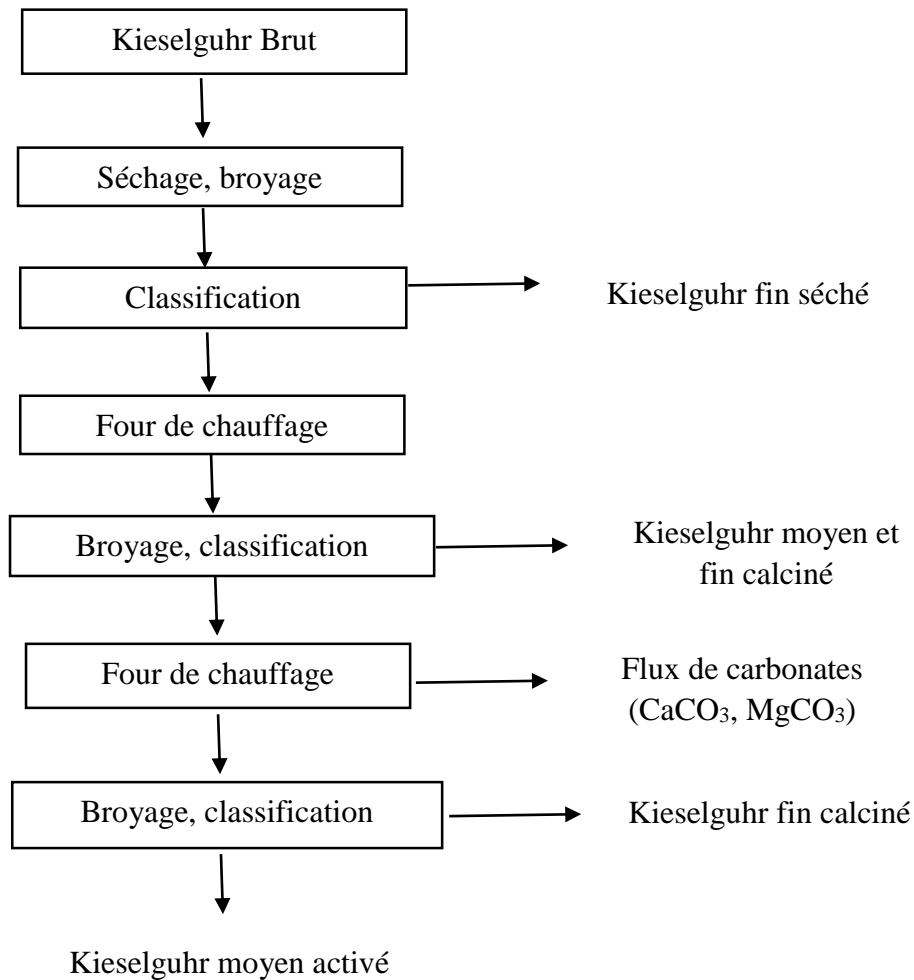 Kieselguhr Brut
Séchage, broyage
Classification
Kieselguhr fin séché
Four de chauffage
Broyage, classification
Kieselguhr moyen et
fin calciné
Four de chauffage
Flux de carbonates
(CaCO₃, MgCO₃)
Broyage, classification
Kieselguhr fin calciné
Kieselguhr moyen activé